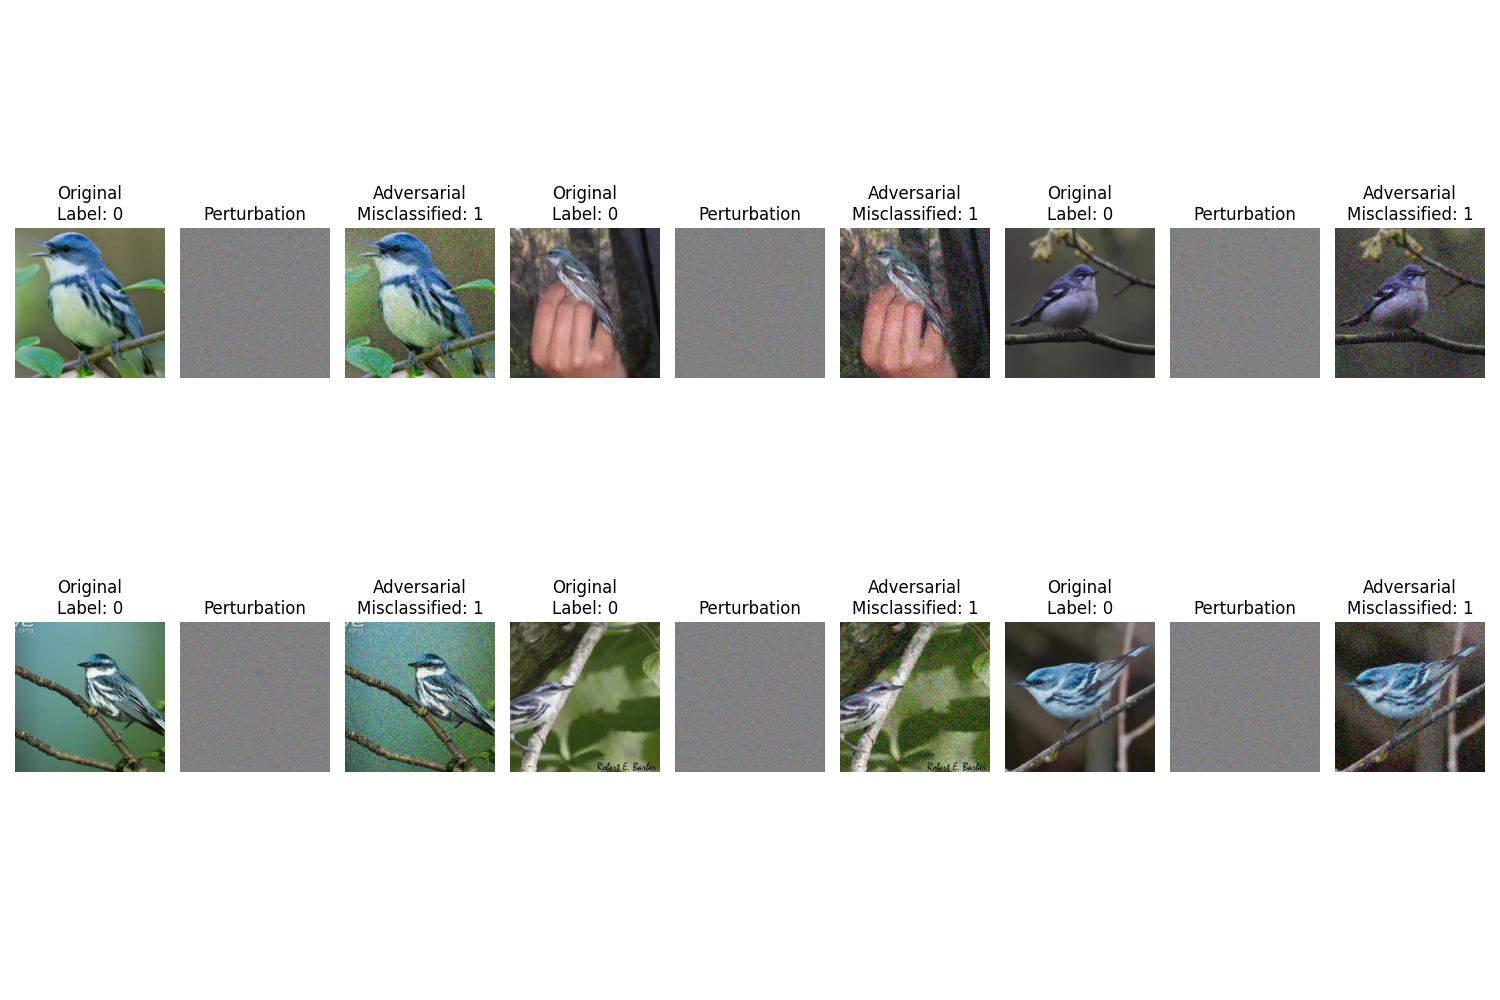 Original
Label: 0
Perturbation
Adversarial
Misclassified: 1
Original
Label: 0
Perturbation
Adversarial
Misclassified: 1
Original
Label: 0
Perturbation
Adversarial
Misclassified: 1
Original
Label: 0
Perturbation
Adversarial
Misclassified: 1
Original
Label: 0
Perturbation
Adversarial
Misclassified: 1
Original
Label: 0
Perturbation
Adversarial
Misclassified: 1
Robert E. Barber
Robert E. Barber